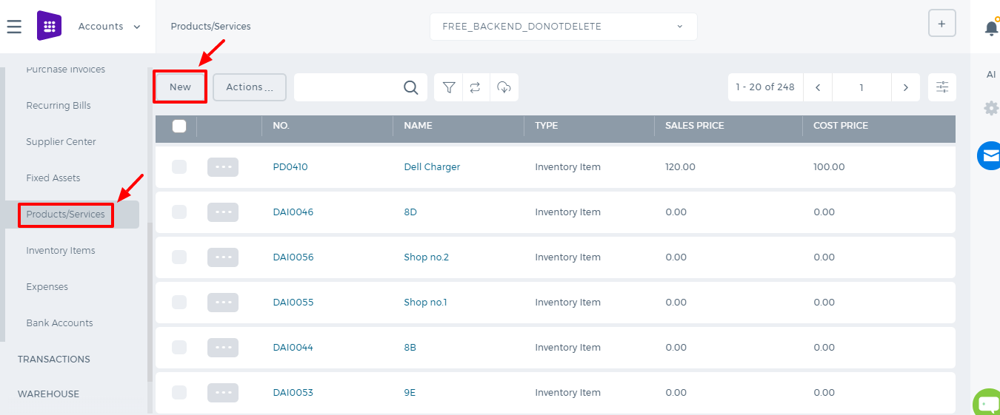 Accounts
Products/Services
FREE_BACKEND_DONOTDELETE
+
Purchase Invoices
Recurring Bills
Supplier Center
Fixed Assets
Products/Services
Inventory Items
Expenses
Bank Accounts
TRANSACTIONS
WAREHOUSE
New
Actions...
1 - 20 of 248
1
AI
NO. NAME TYPE SALES PRICE COST PRICE
PD0410 Dell Charger Inventory Item 120.00 100.00
DAI0046 8D Inventory Item 0.00 0.00
DAI0056 Shop no.2 Inventory Item 0.00 0.00
DAI0055 Shop no.1 Inventory Item 0.00 0.00
DAI0044 8B Inventory Item 0.00 0.00
DAI0053 9E Inventory Item 0.00 0.00